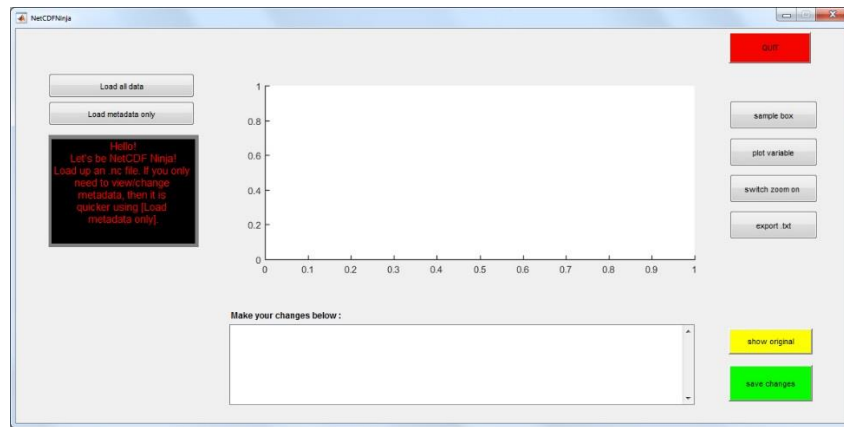 NetCDFNinja
QUIT
Load all data
Load metadata only
Hello!
Let's be NetCDF Ninja!
Load up an .nc file. If you only
need to view/change
metadata, then it is
quicker using [Load
metadata only].
1
0.8
0.6
0.4
0.2
0
0 0.1 0.2 0.3 0.4 0.5 0.6 0.7 0.8 0.9 1
sample box
plot variable
switch zoom on
export .txt
Make your changes below :
show original
save changes